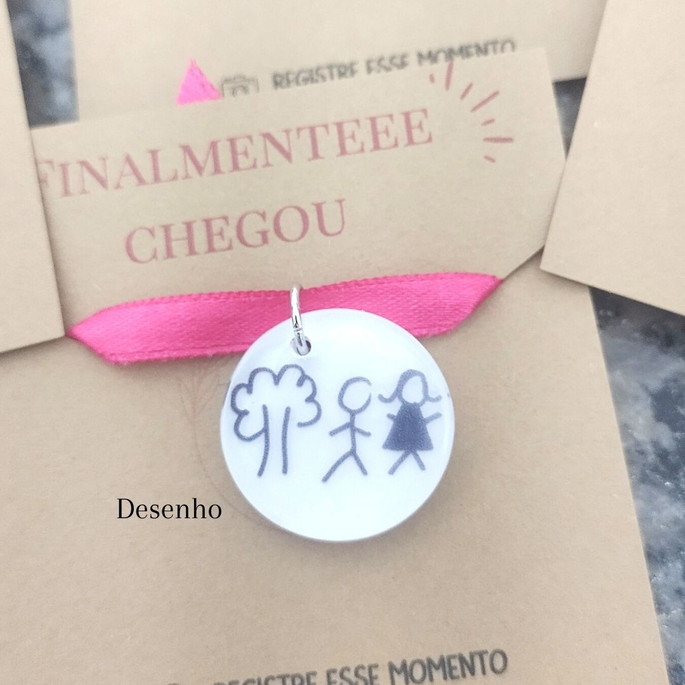 REGISTRE ESSE MOMENTO
FINALMENTEEE
CHEGOU
Desenho
REGISTRE ESSE MOMENTO